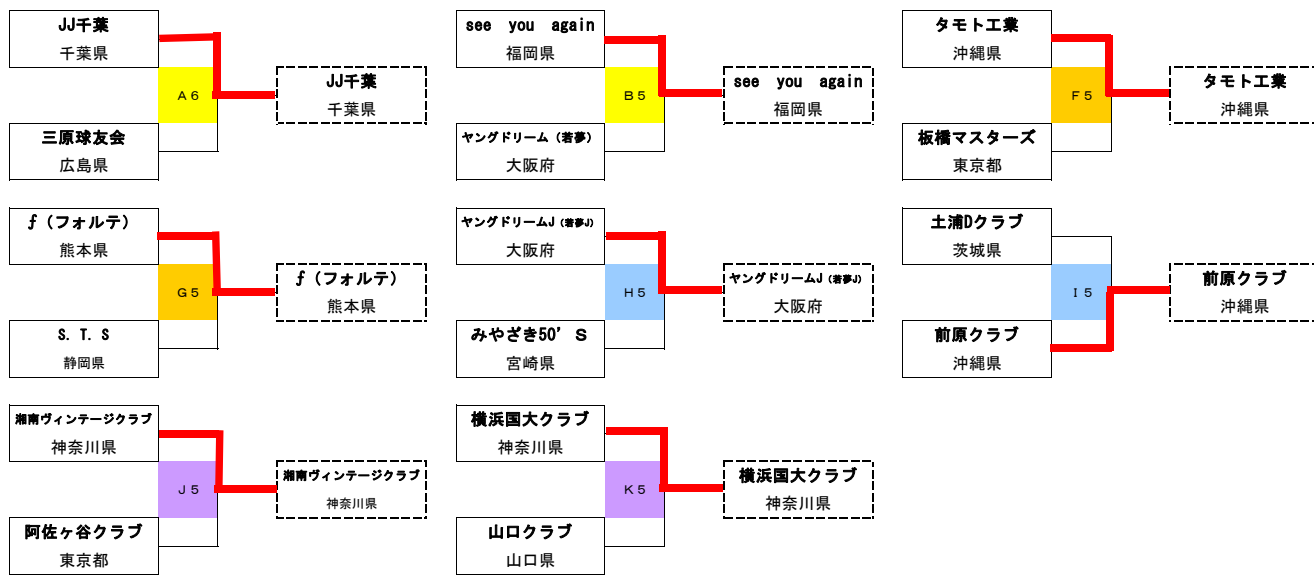 JJ千葉
千葉県
A6
JJ千葉
千葉県
三原球友会
広島県
see you again
福岡県
B5
see you again
福岡県
ヤングドリーム（若夢）
大阪府
タモト工業
沖縄県
F5
タモト工業
沖縄県
板橋マスターズ
東京都
ｆ（フォルテ）
熊本県
G5
ｆ（フォルテ）
熊本県
S. T. S
静岡県
ヤングドリームJ（若夢J）
大阪府
H5
ヤングドリームJ（若夢J）
大阪府
みやざき50’Ｓ
宮崎県
土浦Dクラブ
茨城県
I5
前原クラブ
沖縄県
前原クラブ
沖縄県
湘南ヴィンテージクラブ
神奈川県
J5
湘南ヴィンテージクラブ
神奈川県
阿佐ヶ谷クラブ
東京都
横浜国大クラブ
神奈川県
K5
横浜国大クラブ
神奈川県
山口クラブ
山口県